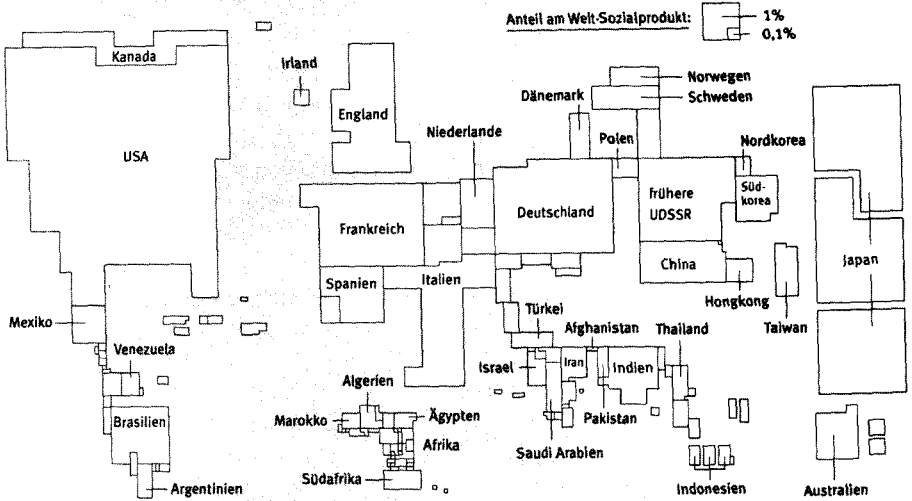 Anteil am Welt-Sozialprodukt:
1%
0,1%
Kanada
Irland
England
USA
Norwegen
Schweden
Dänemark
Niederlande
Polen
Nordkorea
Frankreich
Deutschland
frühere
UDSSR
Süd-
korea
Spanien
Italien
China
Japan
Hongkong
Taiwan
Mexiko
Türkei
Afghanistan
Thailand
Venezuela
Israel
Iran
Indien
Algerien
Marokko
Ägypten
Pakistan
Brasilien
Afrika
Saudi Arabien
Südafrika
Argentinien
Indonesien
Australien